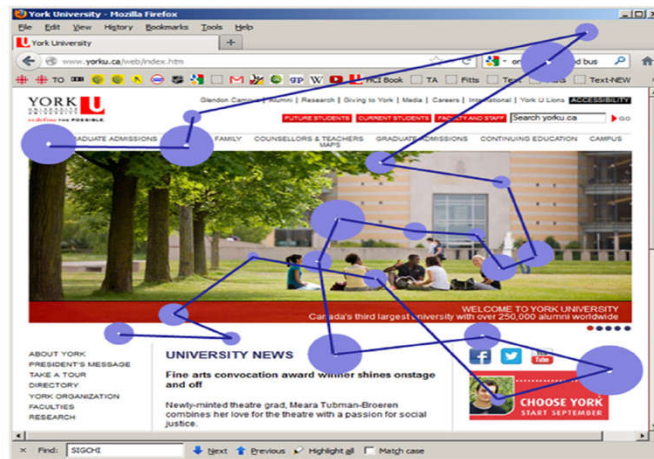 York University - Mozilla Firefox
File Edit View History Bookmarks Tools Help
York University
www.yorku.ca/web/index.htm
bus
TO
gp
HCI Book
TA
Fitts
Text-NEW
YORK U
UNIVERSITÉ
UNIVERSITY
redefine THE POSSIBLE.
Glendon Campus | Alumni | Research | Giving to York | Media | Careers | International | York U Lions ACCESSIBILITY
FUTURE STUDENTS CURRENT STUDENTS FACULTY AND STAFF Search yorku.ca GO
GRADUATE ADMISSIONS FAMILY COUNSELLORS & TEACHERS GRADUATE ADMISSIONS CONTINUING EDUCATION CAMPUS
MAPS
WELCOME TO YORK UNIVERSITY
Canada's third largest university with over 250,000 alumni worldwide
ABOUT YORK
PRESIDENT'S MESSAGE
TAKE A TOUR
DIRECTORY
YORK ORGANIZATION
FACULTIES
RESEARCH
UNIVERSITY NEWS
Fine arts convocation award winner shines onstage
and off
Newly-minted theatre grad, Meara Tubman-Broeren
combines her love for the theatre with a passion for social
justice.
You
Tube
CHOOSE YORK
START SEPTEMBER
Find: SIGCHI Next Previous Highlight all Match case